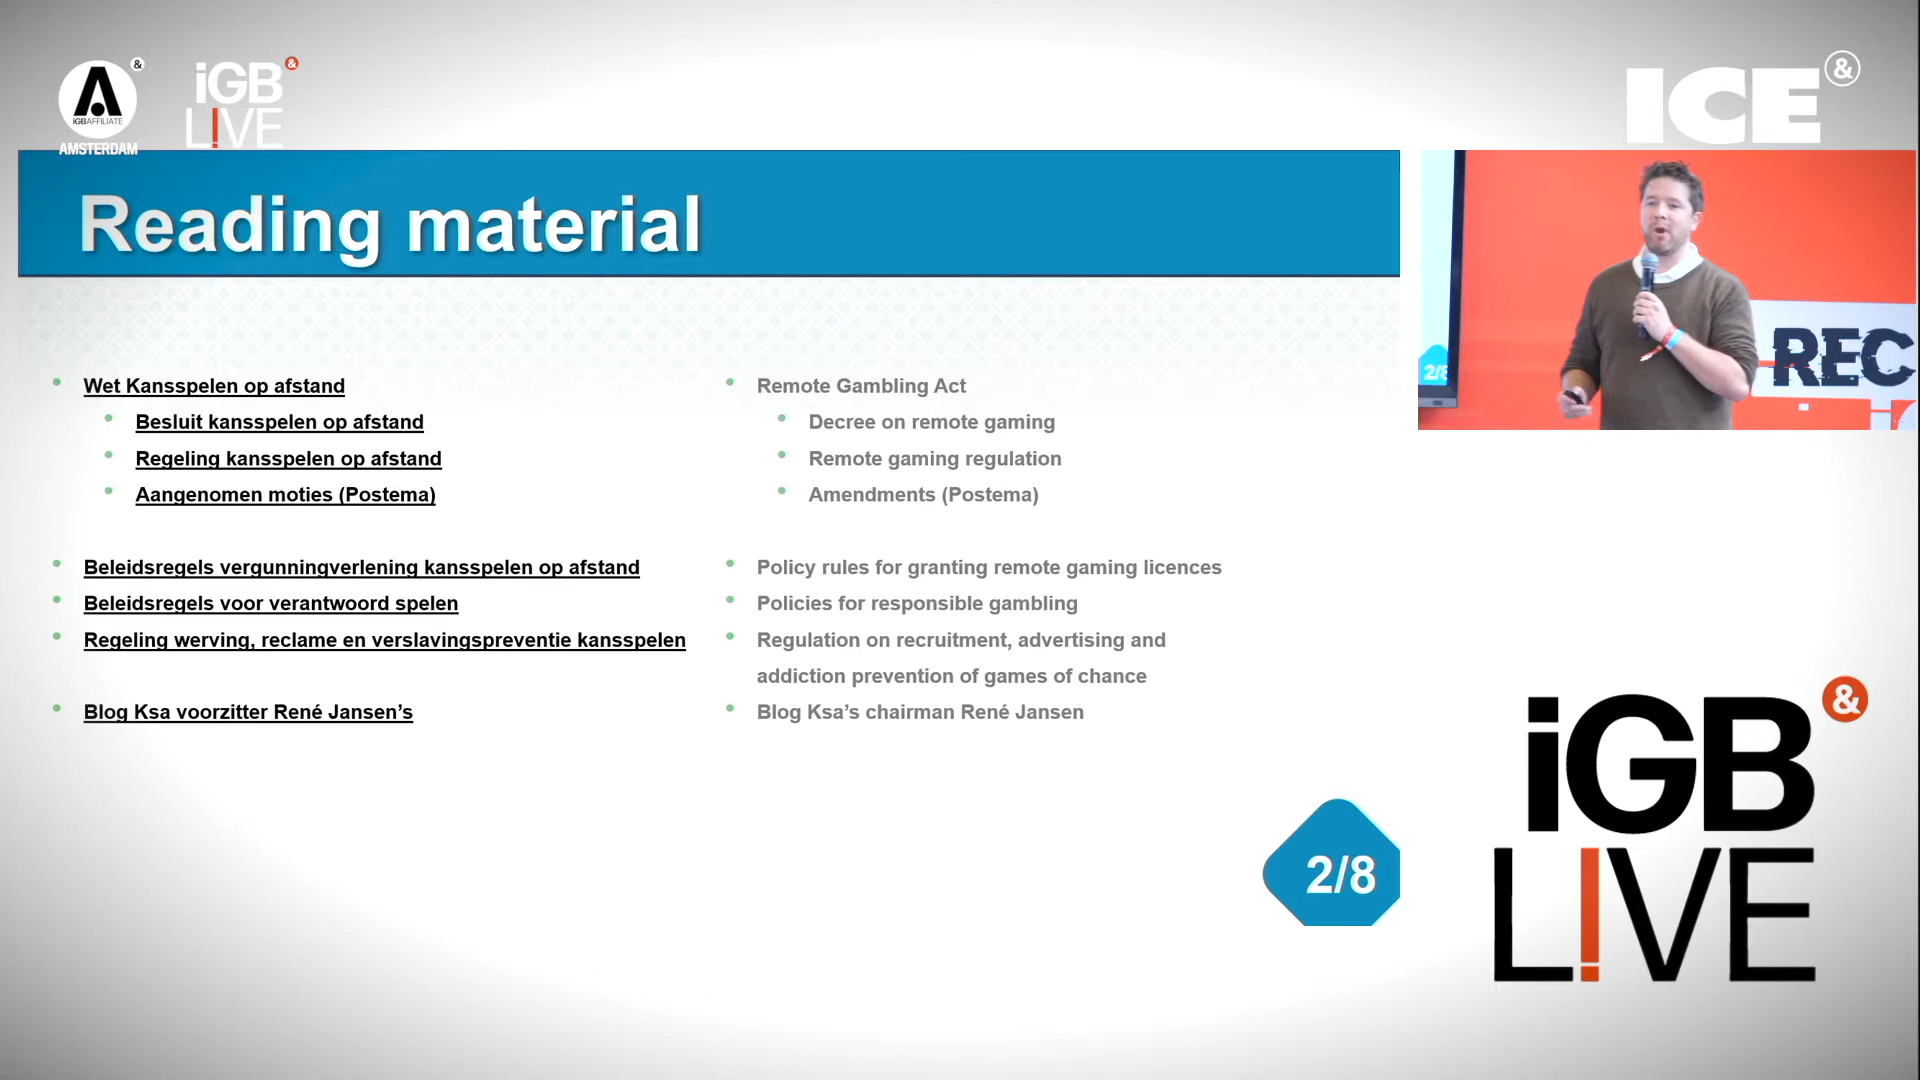 &
iGBAFFILIATE
AMSTERDAM
iGB &
L!VE
ICE &
Reading material
Wet Kansspelen op afstand
Besluit kansspelen op afstand
Regeling kansspelen op afstand
Aangenomen moties (Postema)
Beleidsregels vergunningverlening kansspelen op afstand
Beleidsregels voor verantwoord spelen
Regeling werving, reclame en verslavingspreventie kansspelen
Blog Ksa voorzitter René Jansen’s
Remote Gambling Act
Decree on remote gaming
Remote gaming regulation
Amendments (Postema)
Policy rules for granting remote gaming licences
Policies for responsible gambling
Regulation on recruitment, advertising and
addiction prevention of games of chance
Blog Ksa’s chairman René Jansen
2/8
2/8
REC
iGB &
L!VE